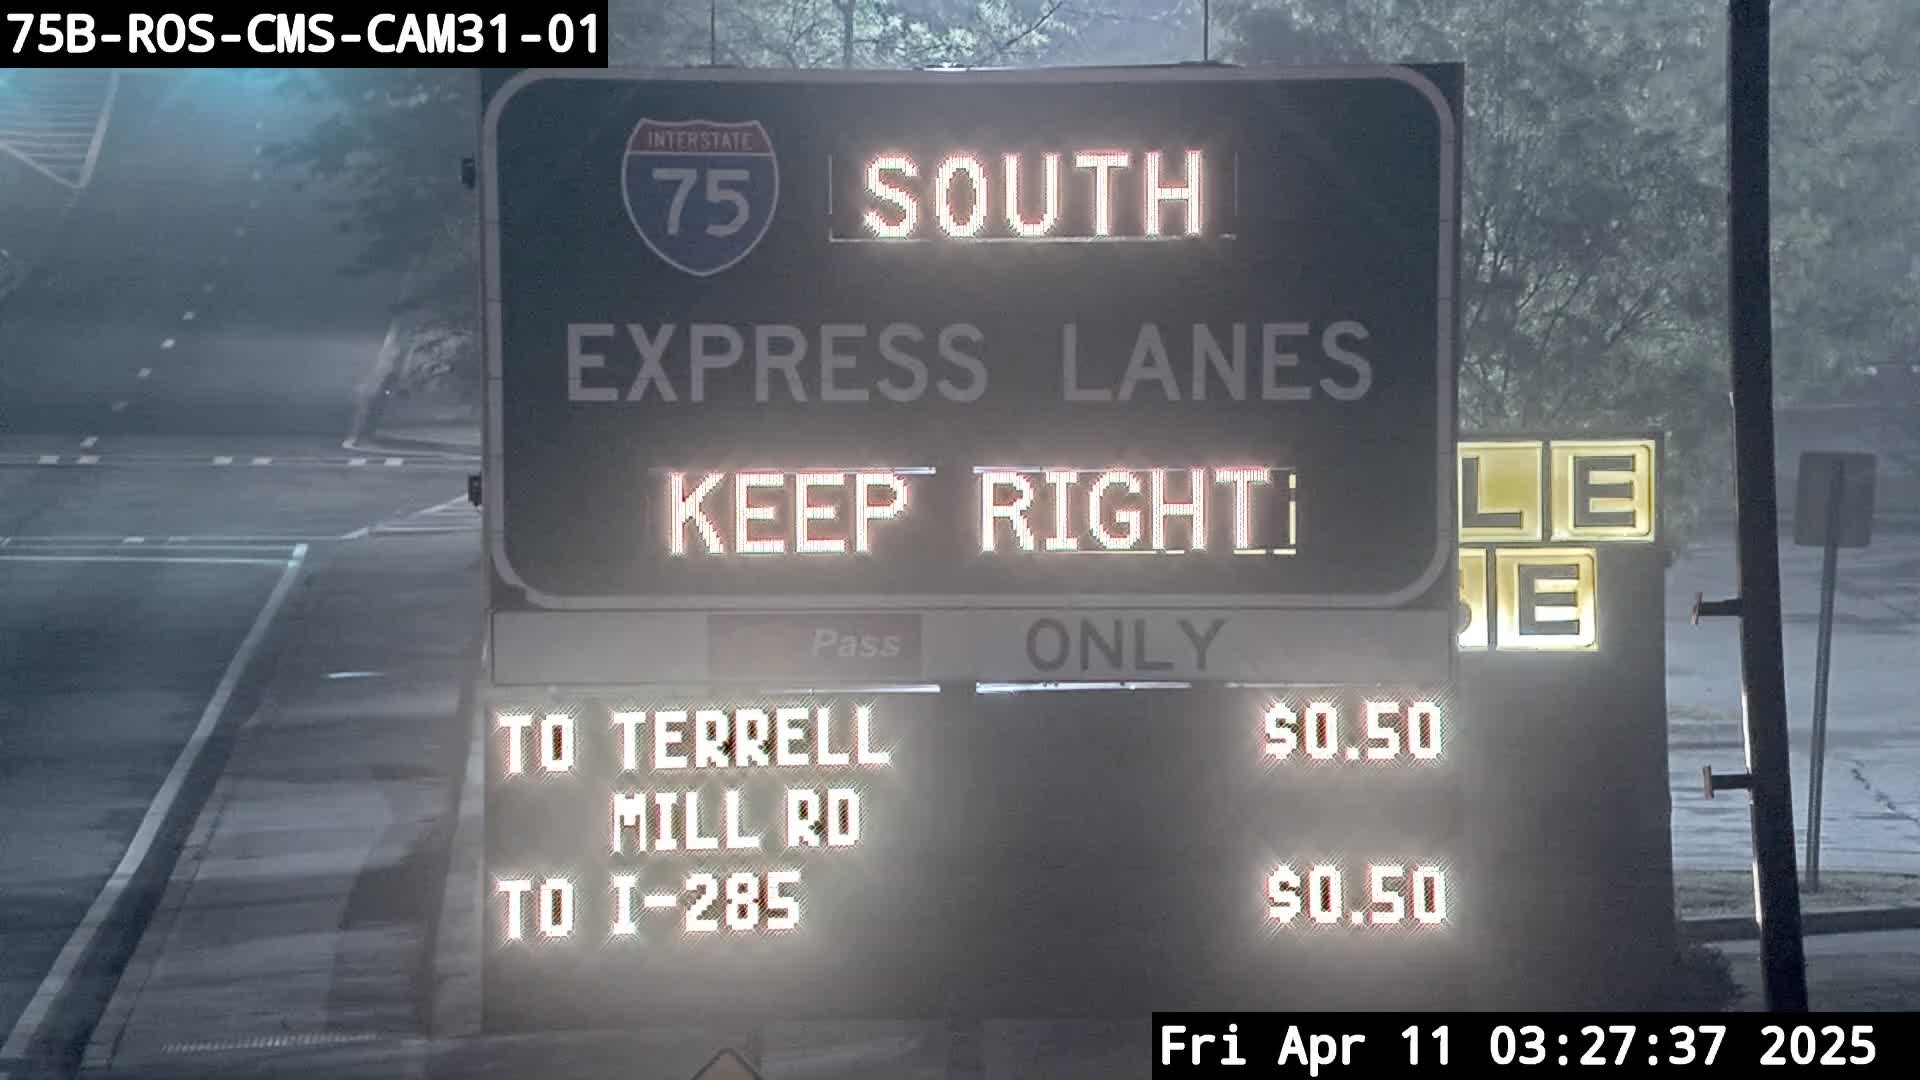 75B-ROS-CMS-CAM31-01
INTERSTATE
75
SOUTH
EXPRESS LANES
KEEP RIGHT
LE
E
Pass ONLY
TO TERRELL $0.50
MILL RD
TO I-285 $0.50
Fri Apr 11 03:27:37 2025